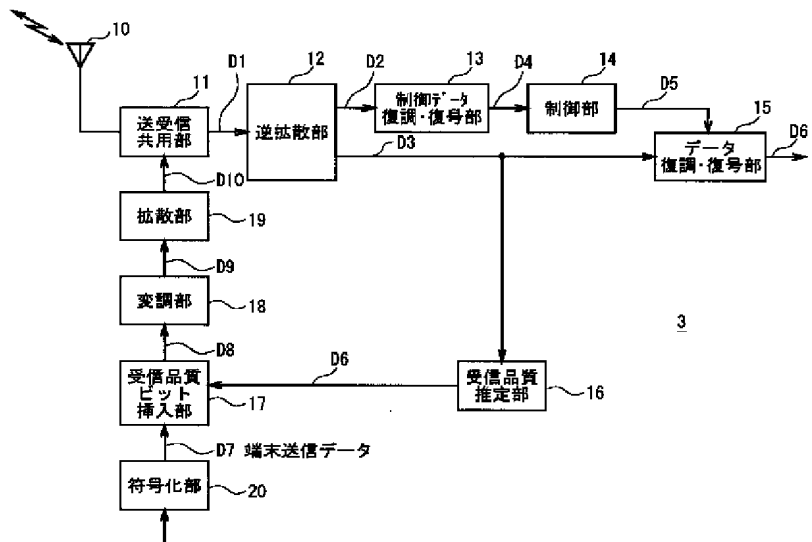 10
11
送受信
共用部
D1
12
逆拡散部
D2
13
制御データ
復調・復号部
D4
14
制御部
D5
15
データ
復調・復号部
D6
D3
D10
拡散部
19
D9
変調部
18
D8
受信品質
ビット
挿入部
17
D6
受信品質
推定部
16
3
D7 端末送信データ
符号化部
20